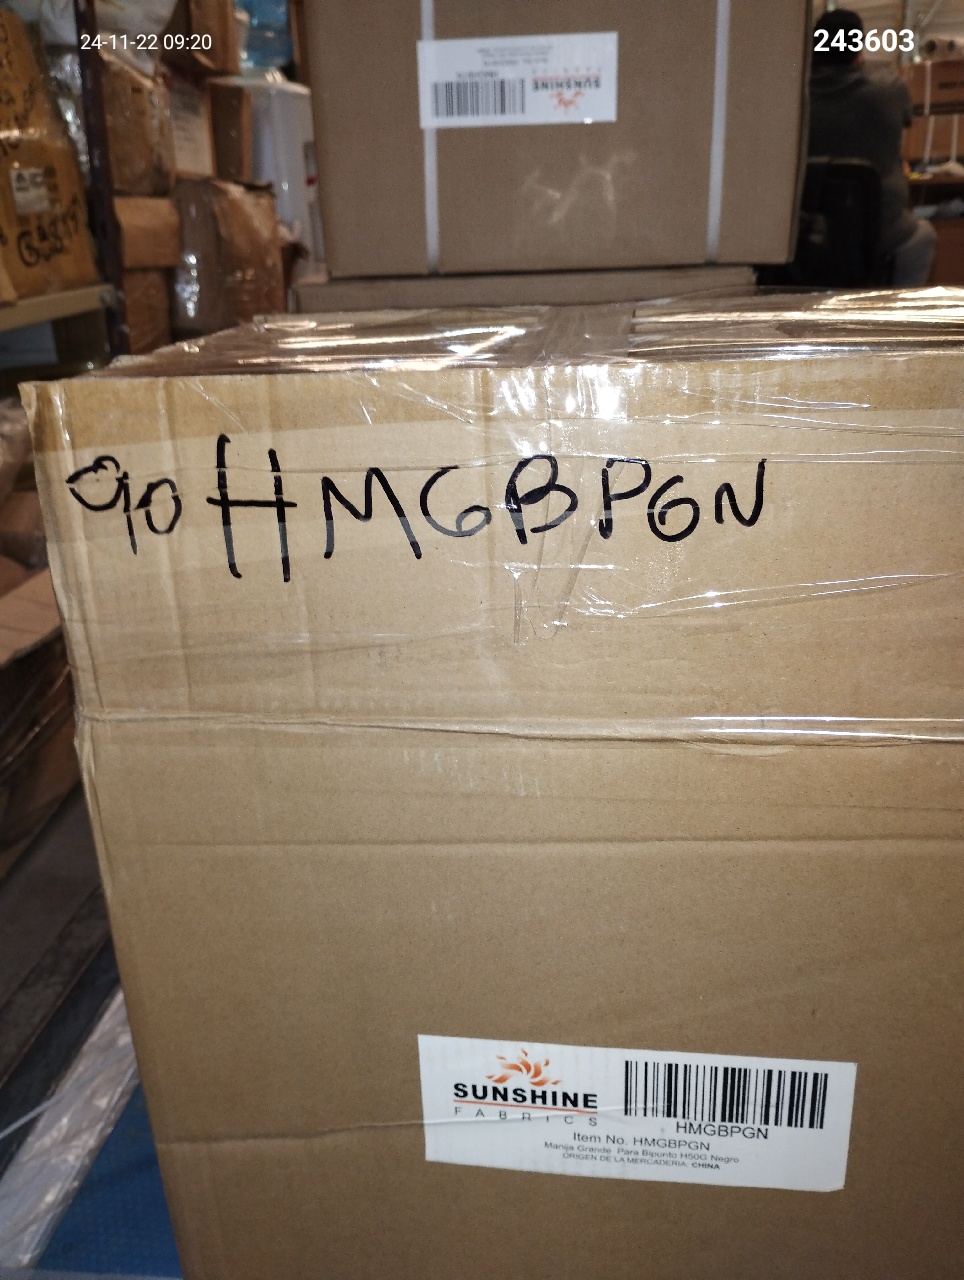 24-11-22 09:20
243603
SUNSHINE
90 HMGBPGN
SUNSHINE
FABRICS
HMGBPGN
Item No. HMGBPGN
Manija Grande Para Bipunto H50G Negro
ORIGEN DE LA MERCADERIA: CHINA